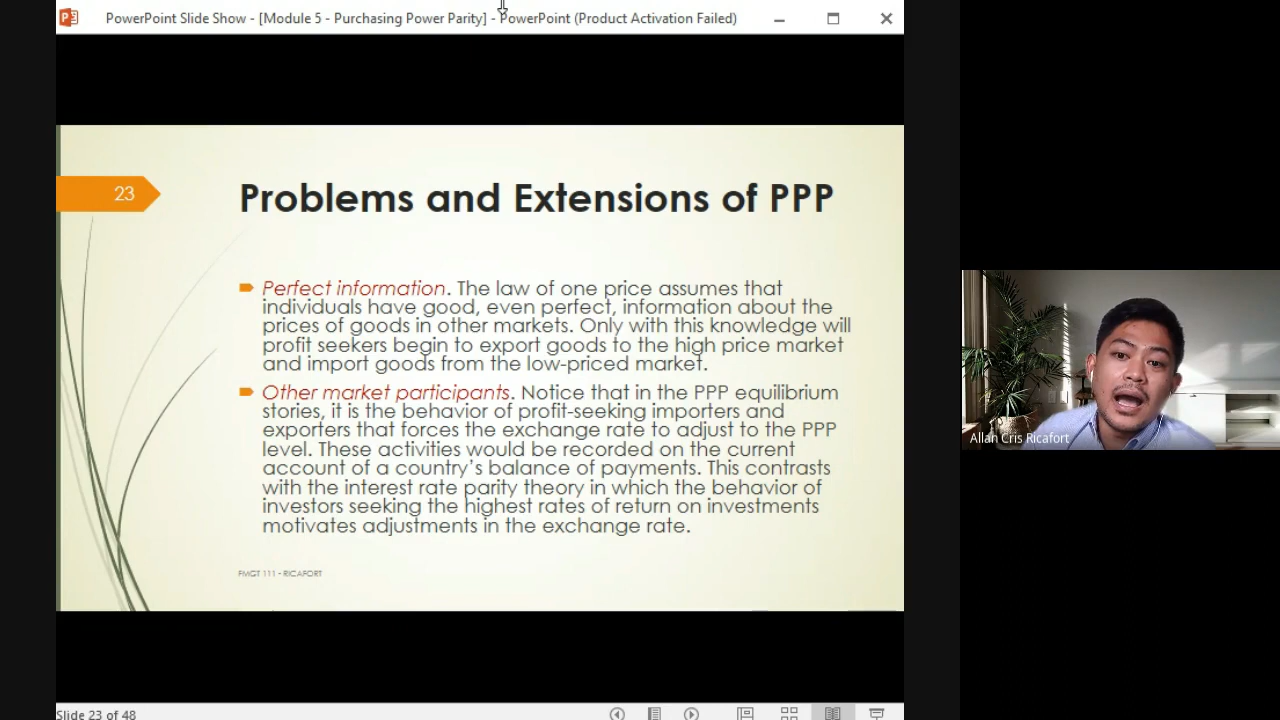 PowerPoint Slide Show - [Module 5 - Purchasing Power Parity] - PowerPoint (Product Activation Failed)
23
Problems and Extensions of PPP
Perfect information. The law of one price assumes that
individuals have good, even perfect, information about the
prices of goods in other markets. Only with this knowledge will
profit seekers begin to export goods to the high price market
and import goods from the low-priced market.
Other market participants. Notice that in the PPP equilibrium
stories, it is the behavior of profit-seeking importers and
exporters that forces the exchange rate to adjust to the PPP
level. These activities would be recorded on the current
account of a country's balance of payments. This contrasts
with the interest rate parity theory in which the behavior of
investors seeking the highest rates of return on investments
motivates adjustments in the exchange rate.
FMGT 111 - RICAFORT
Allan Cris Ricafort
Slide 23 of 48